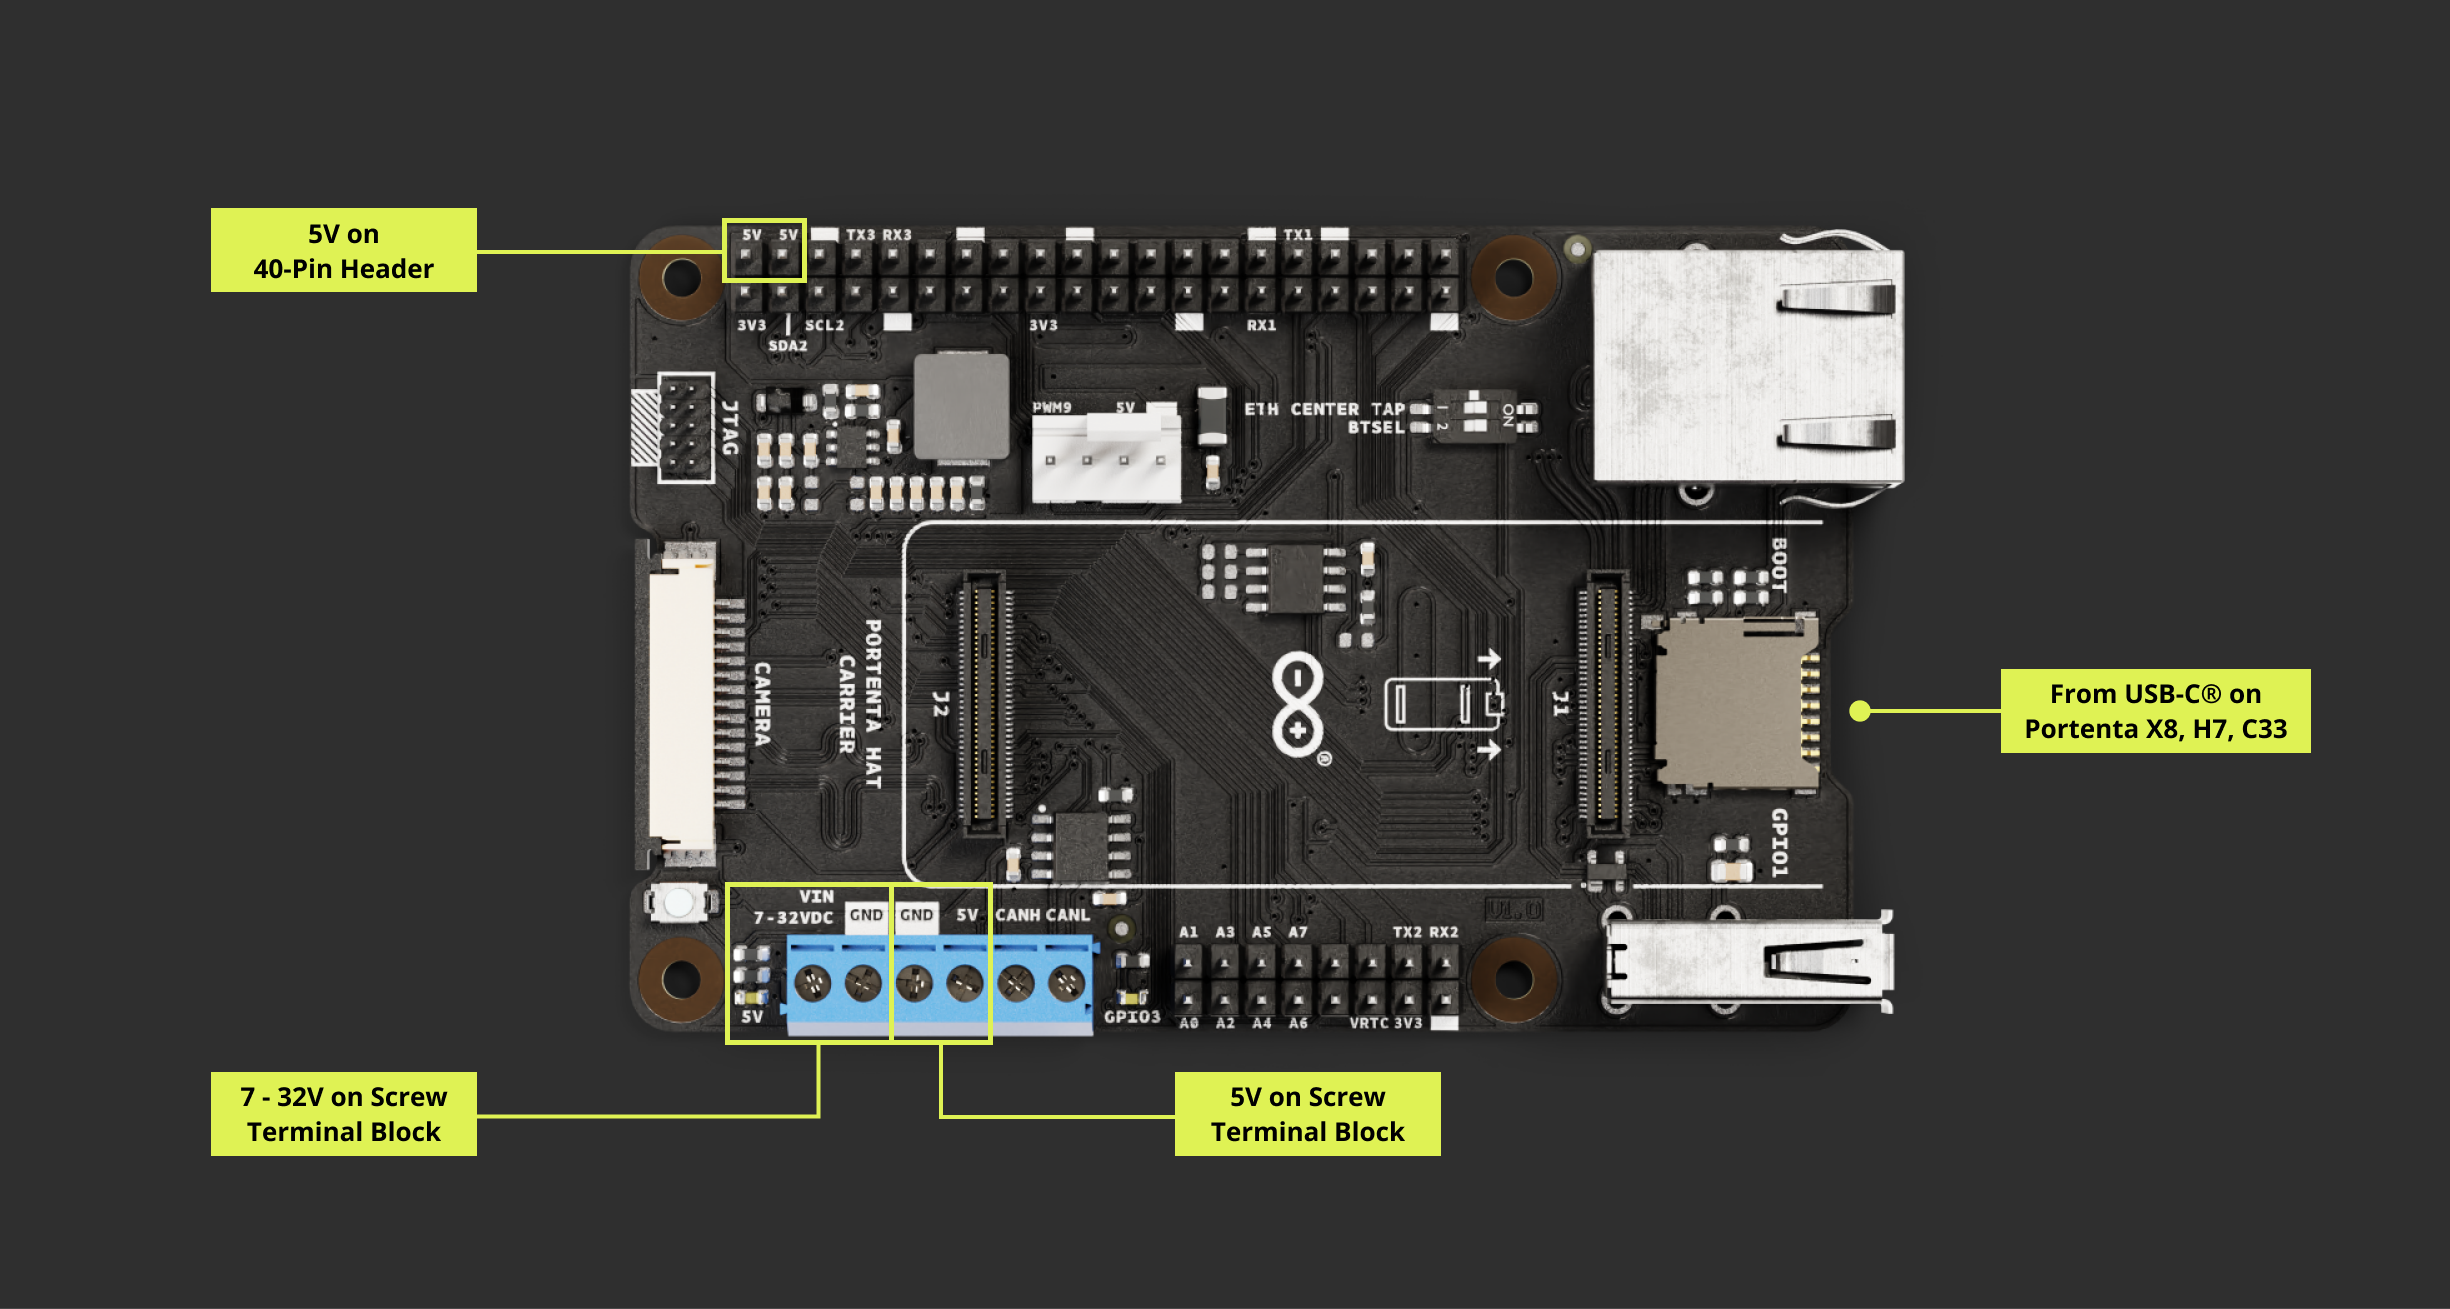 5V on
40-Pin Header
5V 5V TX3 RX3 TX1
3V3 SCL2 3V3 RX1
SDA2
JTAG
PWM9 5V
ETH CENTER TAP
BTSEL
1
2
ON
BOOT
CAMERA
PORTENTA HAT
CARRIER
J2
J1
®
From USB-C® on
Portenta X8, H7, C33
GPIO1
VIN
7-32VDC GND GND 5V CANH CANL
V1.0
A1 A3 A5 A7 TX2 RX2
5V
GPIO3
A0 A2 A4 A6 VRTC 3V3
7 - 32V on Screw
Terminal Block
5V on Screw
Terminal Block